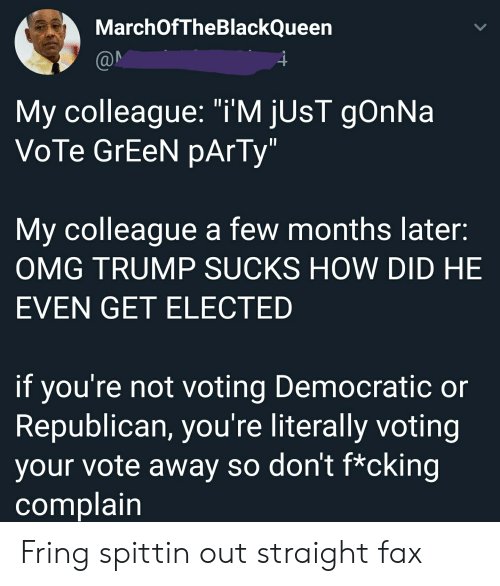 MarchOfTheBlackQueen
@
My colleague: "i'M jUsT gOnNa
VoTe GrEeN pArTy"
My colleague a few months later:
OMG TRUMP SUCKS HOW DID HE
EVEN GET ELECTED
if you're not voting Democratic or
Republican, you're literally voting
your vote away so don't f*cking
complain
Fring spittin out straight fax